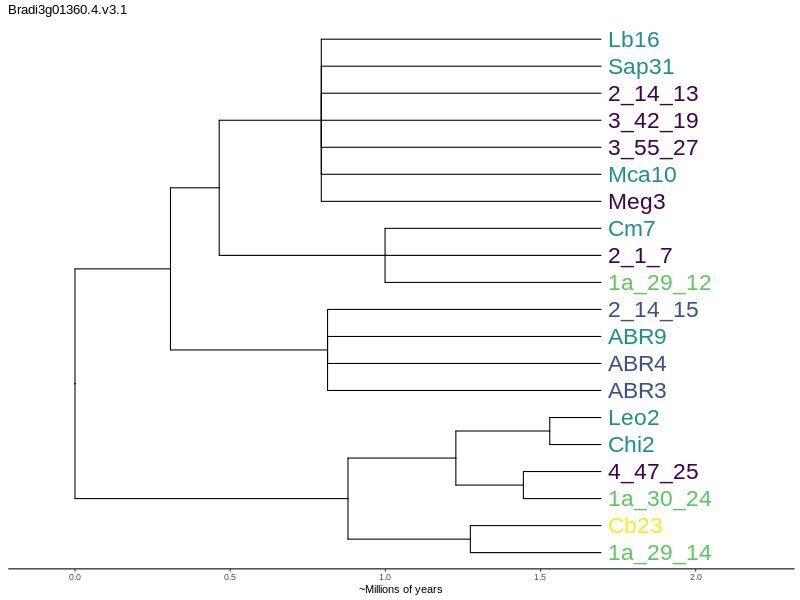 Bradi3g01360.4.v3.1
Lb16
Sap31
2_14_13
3_42_19
3_55_27
Mca10
Meg3
Cm7
2_1_7
1a_29_12
2_14_15
ABR9
ABR4
ABR3
Leo2
Chi2
4_47_25
1a_30_24
Cb23
1a_29_14
0.0 0.5 1.0 1.5 2.0
~Millions of years